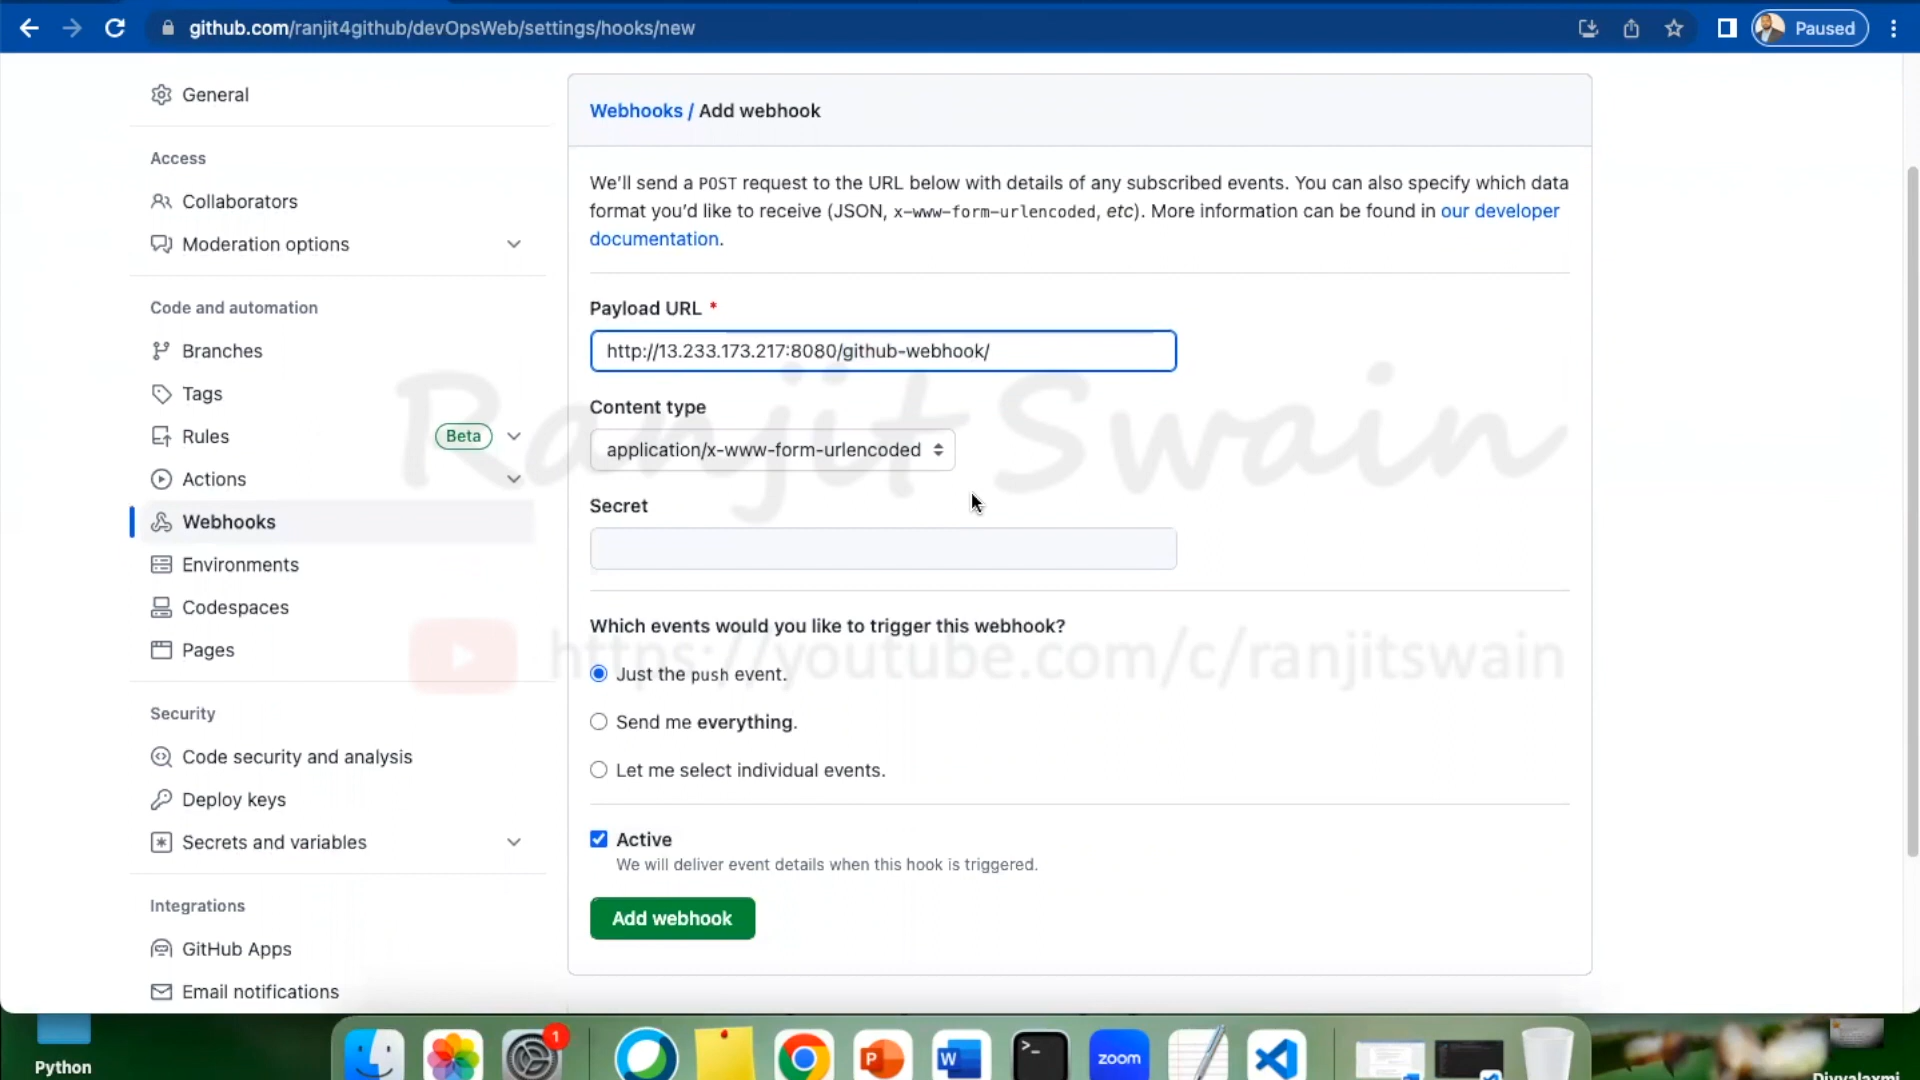 github.com/ranjit4github/devOpsWeb/settings/hooks/new
Paused
General
Access
Collaborators
Moderation options
Code and automation
Branches
Tags
Rules
Beta
Actions
Webhooks
Environments
Codespaces
Pages
Security
Code security and analysis
Deploy keys
Secrets and variables
Integrations
GitHub Apps
Email notifications
Webhooks / Add webhook
We'll send a POST request to the URL below with details of any subscribed events. You can also specify which data
format you'd like to receive (JSON, x-www-form-urlencoded, etc). More information can be found in our developer
documentation.
Payload URL *
http://13.233.173.217:8080/github-webhook/
Content type
application/x-www-form-urlencoded
Secret
Which events would you like to trigger this webhook?
Just the push event.
Send me everything.
Let me select individual events.
Active
We will deliver event details when this hook is triggered.
Add webhook
Ranjit Swain
https://youtube.com/c/ranjitswain
Python
1
P
W
>_
zoom
Divyalaxmi